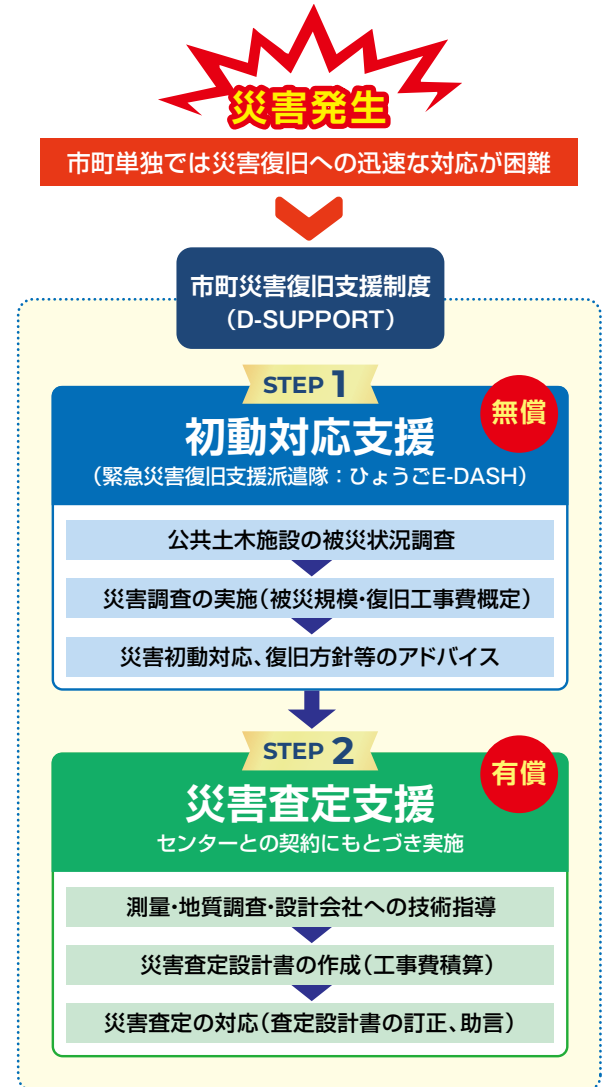 災害発生
市町単独では災害復旧への迅速な対応が困難
市町災害復旧支援制度
（D-SUPPORT）
STEP 1
無償
初動対応支援
（緊急災害復旧支援派遣隊：ひょうごE-DASH）
公共土木施設の被災状況調査
災害調査の実施（被災規模・復旧工事費概定）
災害初動対応、復旧方針等のアドバイス
STEP 2
有償
災害査定支援
センターとの契約にもとづき実施
測量・地質調査・設計会社への技術指導
災害査定設計書の作成（工事費積算）
災害査定の対応（査定設計書の訂正、助言）